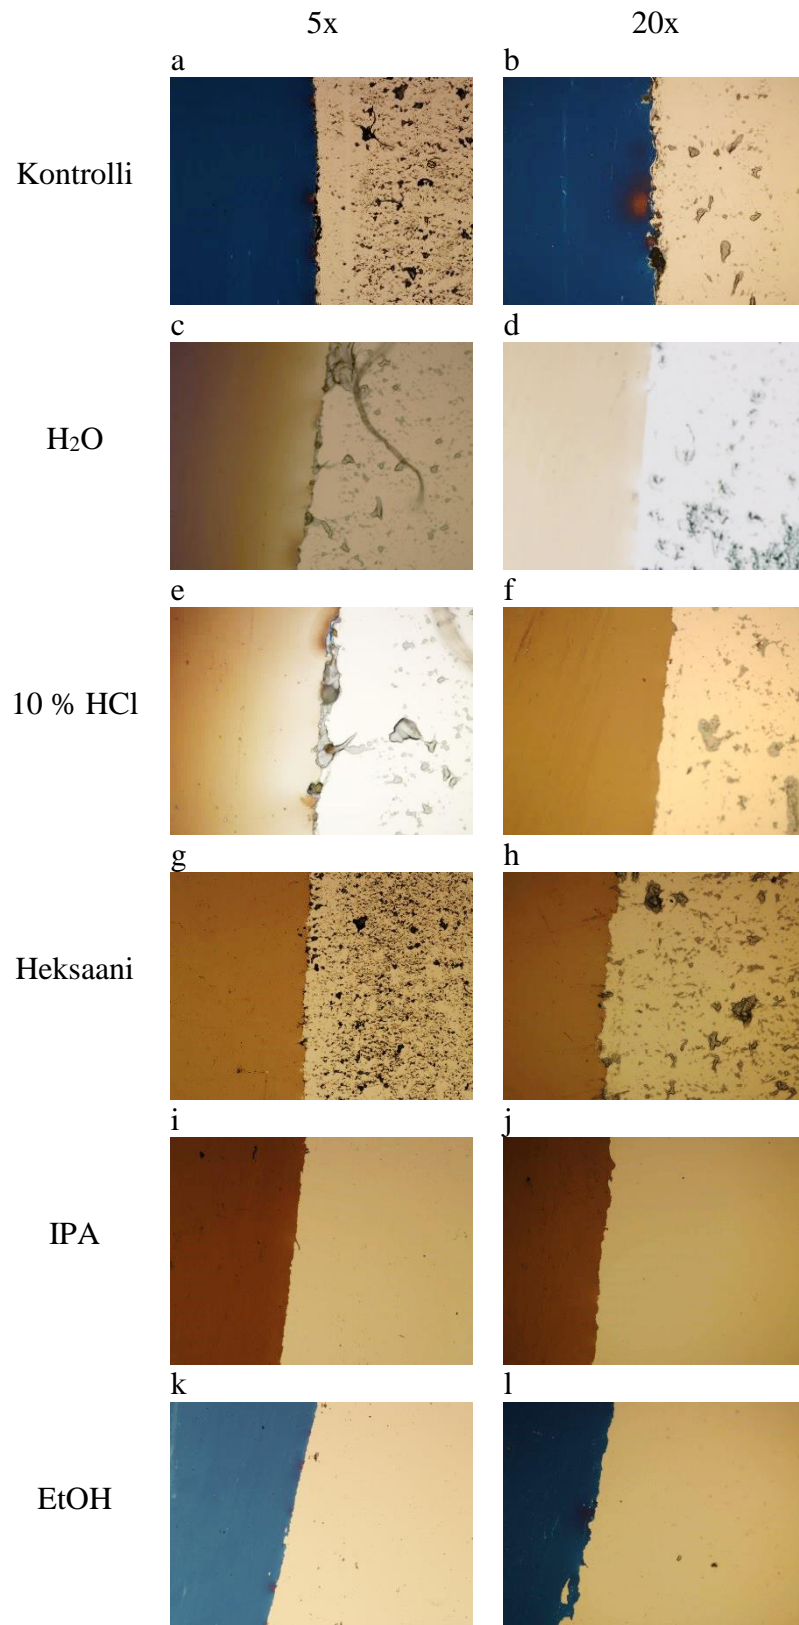 5x 20x
a b
Kontrolli
c d
H₂O
e f
10 % HCl
g h
Heksaani
i j
IPA
k l
EtOH